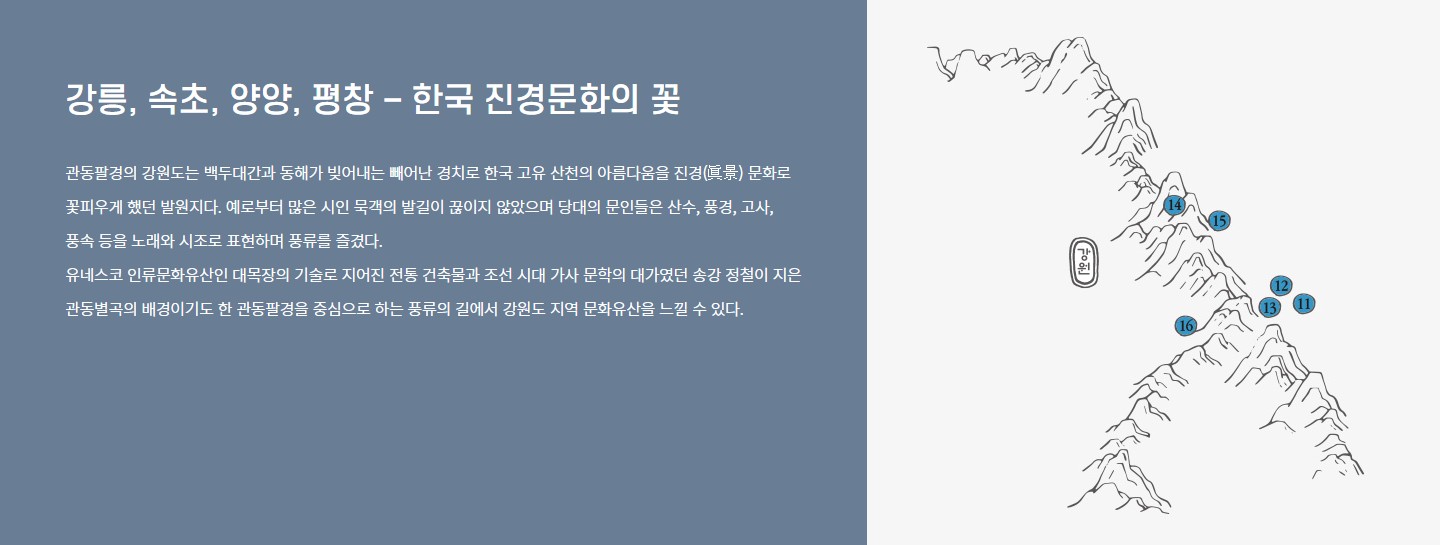 강릉, 속초, 양양, 평창 – 한국 진경문화의 꽃
관동팔경의 강원도는 백두대간과 동해가 빚어내는 빼어난 경치로 한국 고유 산천의 아름다움을 진경(眞景) 문화로
꽃피우게 했던 발원지다. 예로부터 많은 시인 묵객의 발길이 끊이지 않았으며 당대의 문인들은 산수, 풍경, 고사,
풍속 등을 노래와 시조로 표현하며 풍류를 즐겼다.
유네스코 인류문화유산인 대목장의 기술로 지어진 전통 건축물과 조선 시대 가사 문학의 대가였던 송강 정철이 지은
관동별곡의 배경이기도 한 관동팔경을 중심으로 하는 풍류의 길에서 강원도 지역 문화유산을 느낄 수 있다.
14
15
강원
12
13
11
16